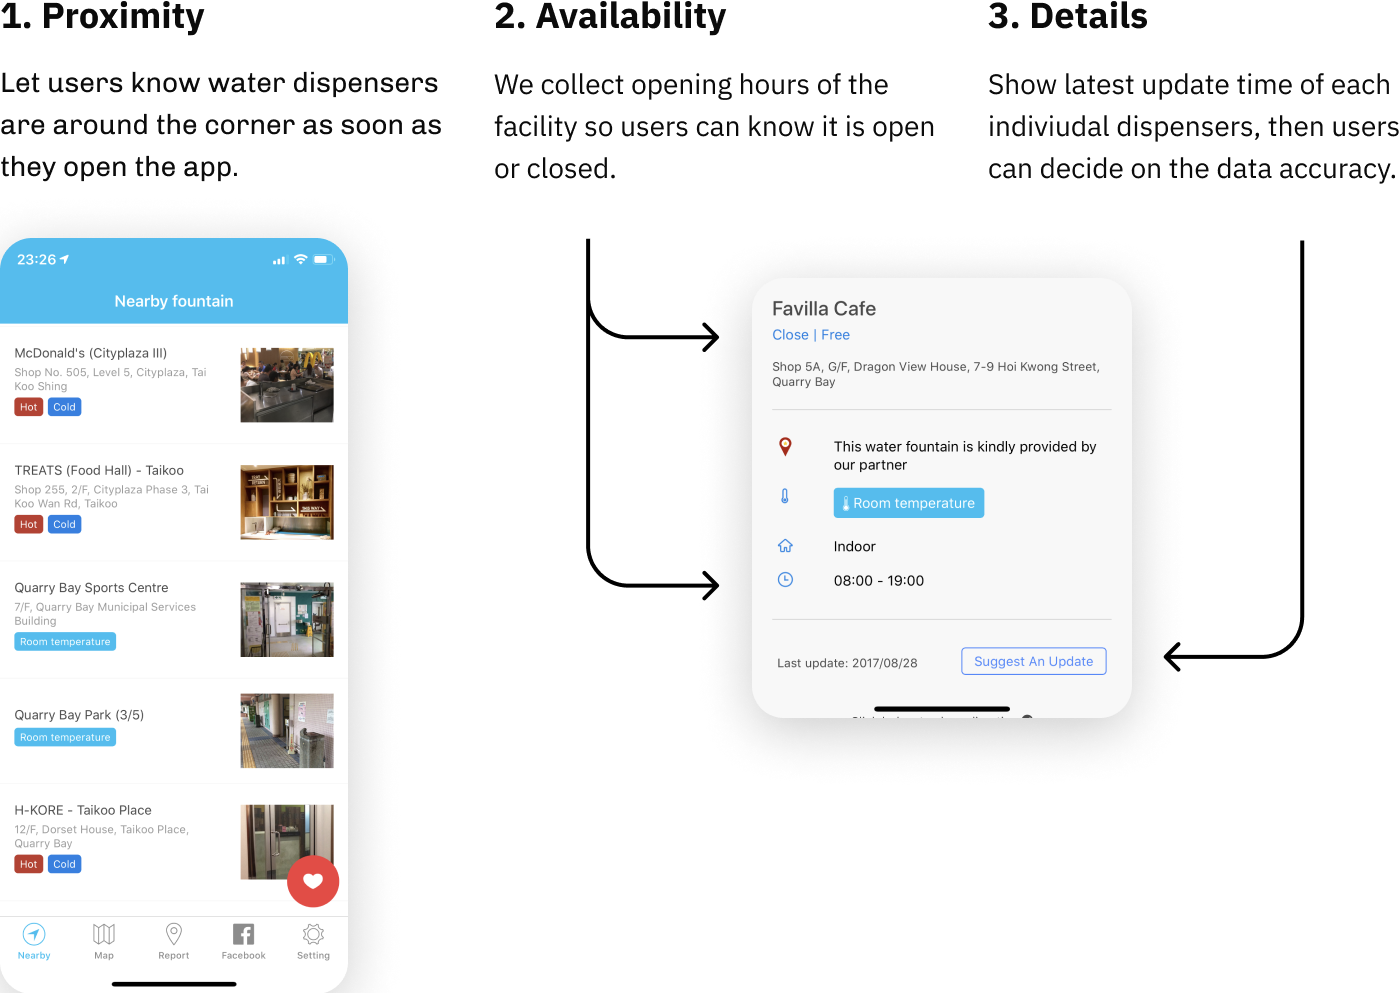 1. Proximity
Let users know water dispensers
are around the corner as soon as
they open the app.
2. Availability
We collect opening hours of the
facility so users can know it is open
or closed.
3. Details
Show latest update time of each
indiviudal dispensers, then users
can decide on the data accuracy.
23:26
Nearby fountain
McDonald's (Cityplaza III)
Shop No. 505, Level 5, Cityplaza, Tai
Koo Shing
Hot Cold
TREATS (Food Hall) - Taikoo
Shop 255, 2/F, Cityplaza Phase 3, Tai
Koo Wan Rd, Taikoo
Hot Cold
Quarry Bay Sports Centre
7/F, Quarry Bay Municipal Services
Building
Room temperature
Quarry Bay Park (3/5)
Room temperature
H-KORE - Taikoo Place
12/F, Dorset House, Taikoo Place,
Quarry Bay
Hot Cold
Nearby Map Report Facebook Setting
Favilla Cafe
Close | Free
Shop 5A, G/F, Dragon View House, 7-9 Hoi Kwong Street,
Quarry Bay
This water fountain is kindly provided by
our partner
Room temperature
Indoor
08:00 - 19:00
Last update: 2017/08/28
Suggest An Update